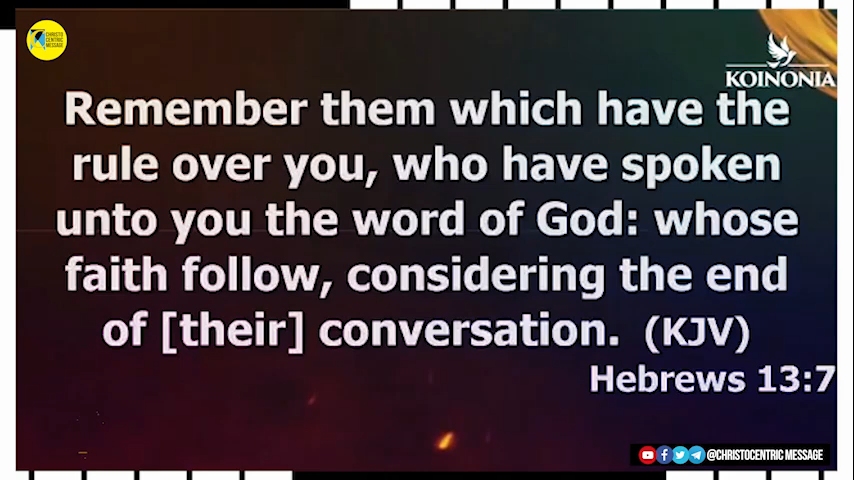 CHRISTO
CENTRIC
MESSAGE
KOINONIA
Remember them which have the
rule over you, who have spoken
unto you the word of God: whose
faith follow, considering the end
of [their] conversation. (KJV)
Hebrews 13:7
@CHRISTOCENTRIC MESSAGE